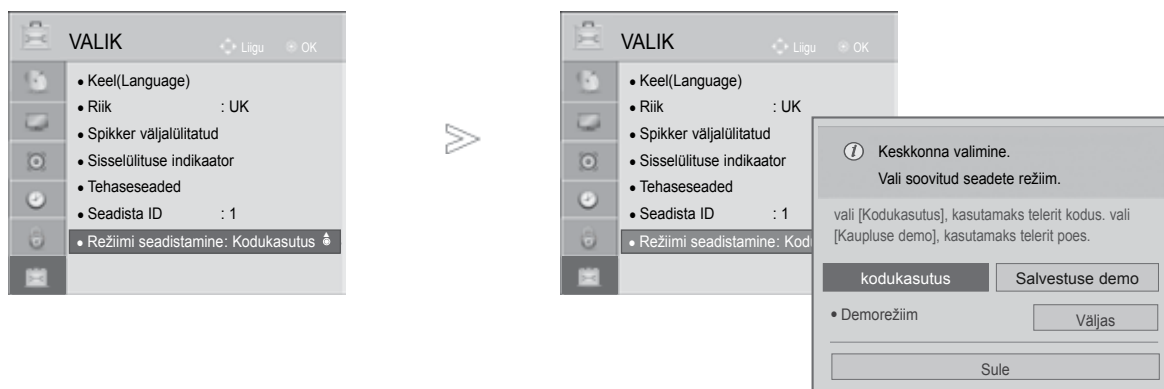 VALIK Liigu OK
• Keel(Language)
• Riik : UK
• Spikker väljalülitatud
• Sisselülituse indikaator
• Tehaseseaded
• Seadista ID : 1
• Režiimi seadistamine: Kodukasutus
VALIK Liigu OK
• Keel(Language)
• Riik : UK
• Spikker väljalülitatud
• Sisselülituse indikaator
• Tehaseseaded
• Seadista ID : 1
• Režiimi seadistamine: Kod
Keskkonna valimine.
Vali soovitud seadete režiim.
vali [Kodukasutus], kasutamaks telerit kodus. vali
[Kaupluse demo], kasutamaks telerit poes.
kodukasutus Salvestuse demo
• Demorežiim Väljas
Sule